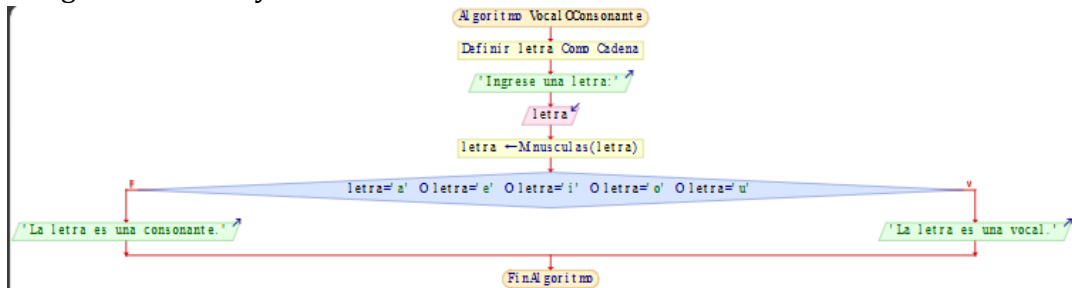 Algoritmo VocalOConsonante
Definir letra Como Cadena
'Ingrese una letra:'
letra
letra ←Minusculas(letra)
letra='a' O letra='e' O letra='i' O letra='o' O letra='u'
F
V
'La letra es una consonante.'
'La letra es una vocal.'
FinAlgoritmo